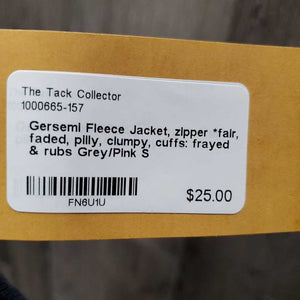 The Tack Collector
1000665-157
Gersemi Fleece Jacket, zipper *fair,
faded, pilly, clumpy, cuffs: frayed
& rubs Grey/Pink S
FN6U1U
$25.00